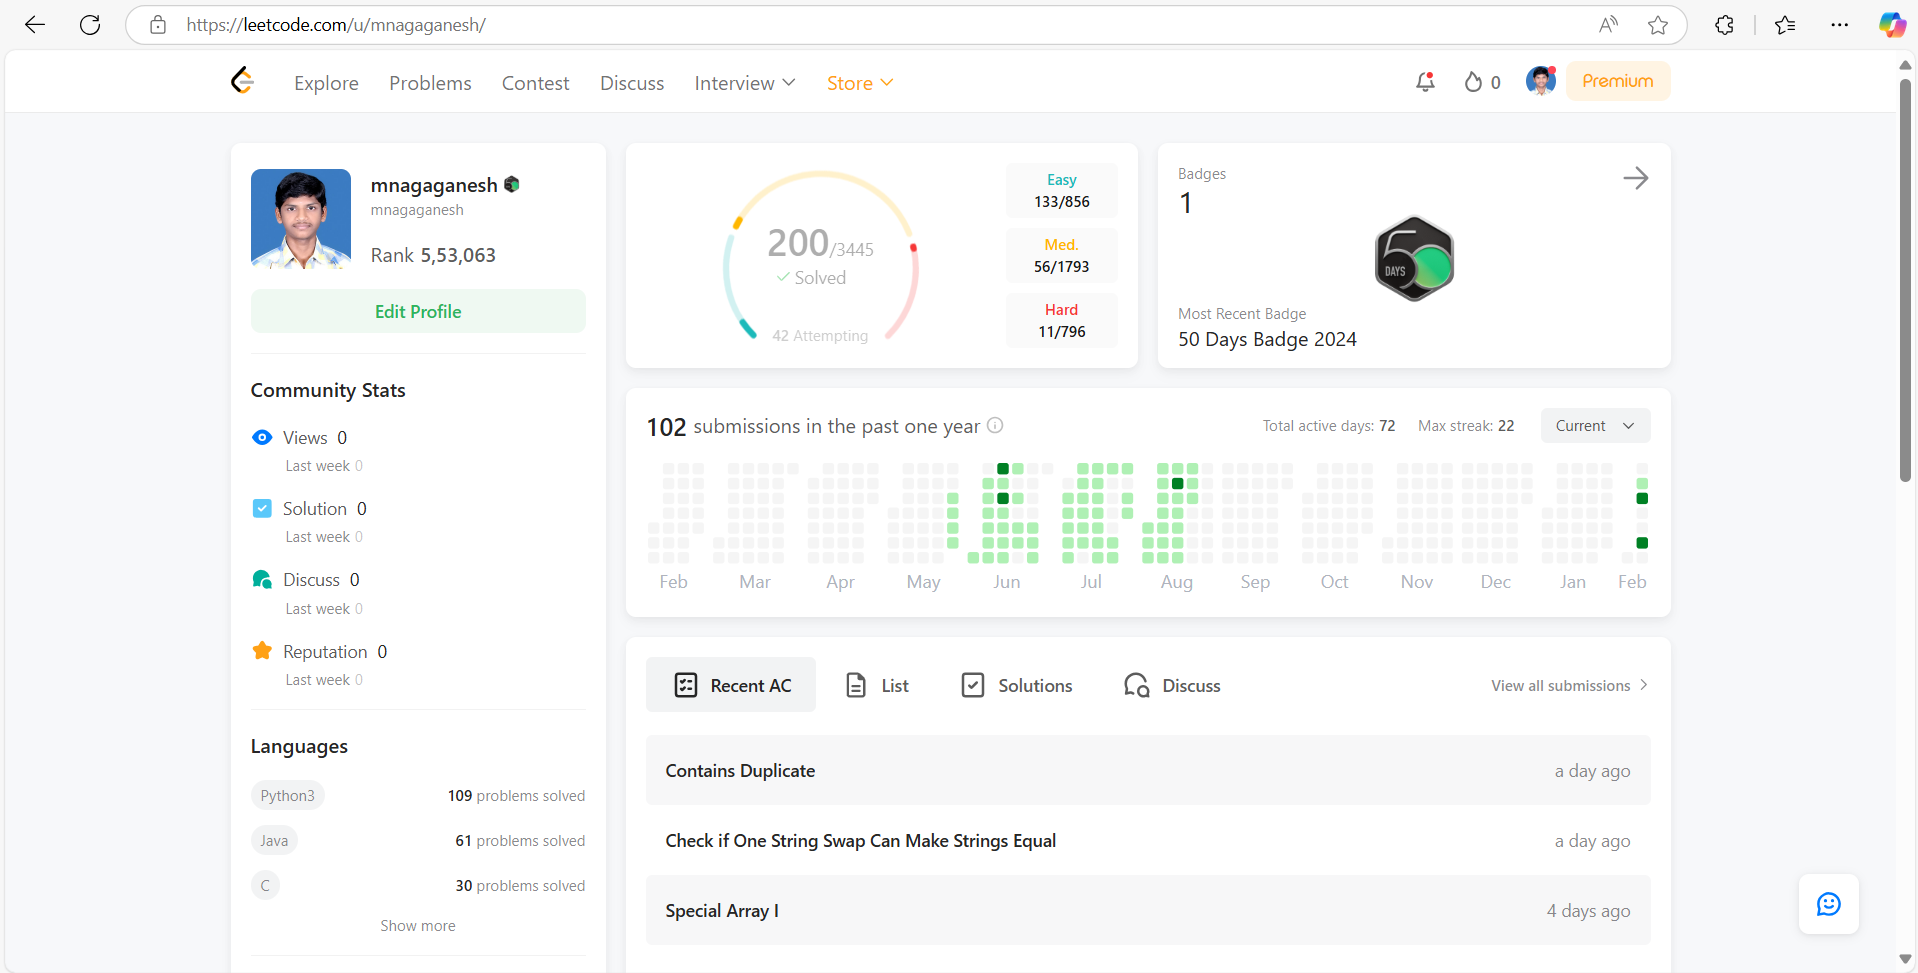 https://leetcode.com/u/mnagaganesh/
Explore Problems Contest Discuss Interview Store 0 Premium
mnagaganesh
mnagaganesh
Rank 5,53,063
Edit Profile
Community Stats
Views 0
Last week 0
Solution 0
Last week 0
Discuss 0
Last week 0
Reputation 0
Last week 0
Languages
Python3 109 problems solved
Java 61 problems solved
C 30 problems solved
Show more
200/3445
Solved
42 Attempting
Easy
133/856
Med.
56/1793
Hard
11/796
Badges
1
50
DAYS
Most Recent Badge
50 Days Badge 2024
102 submissions in the past one year
Total active days: 72 Max streak: 22 Current
Feb Mar Apr May Jun Jul Aug Sep Oct Nov Dec Jan Feb
Recent AC List Solutions Discuss View all submissions
Contains Duplicate a day ago
Check if One String Swap Can Make Strings Equal a day ago
Special Array I 4 days ago